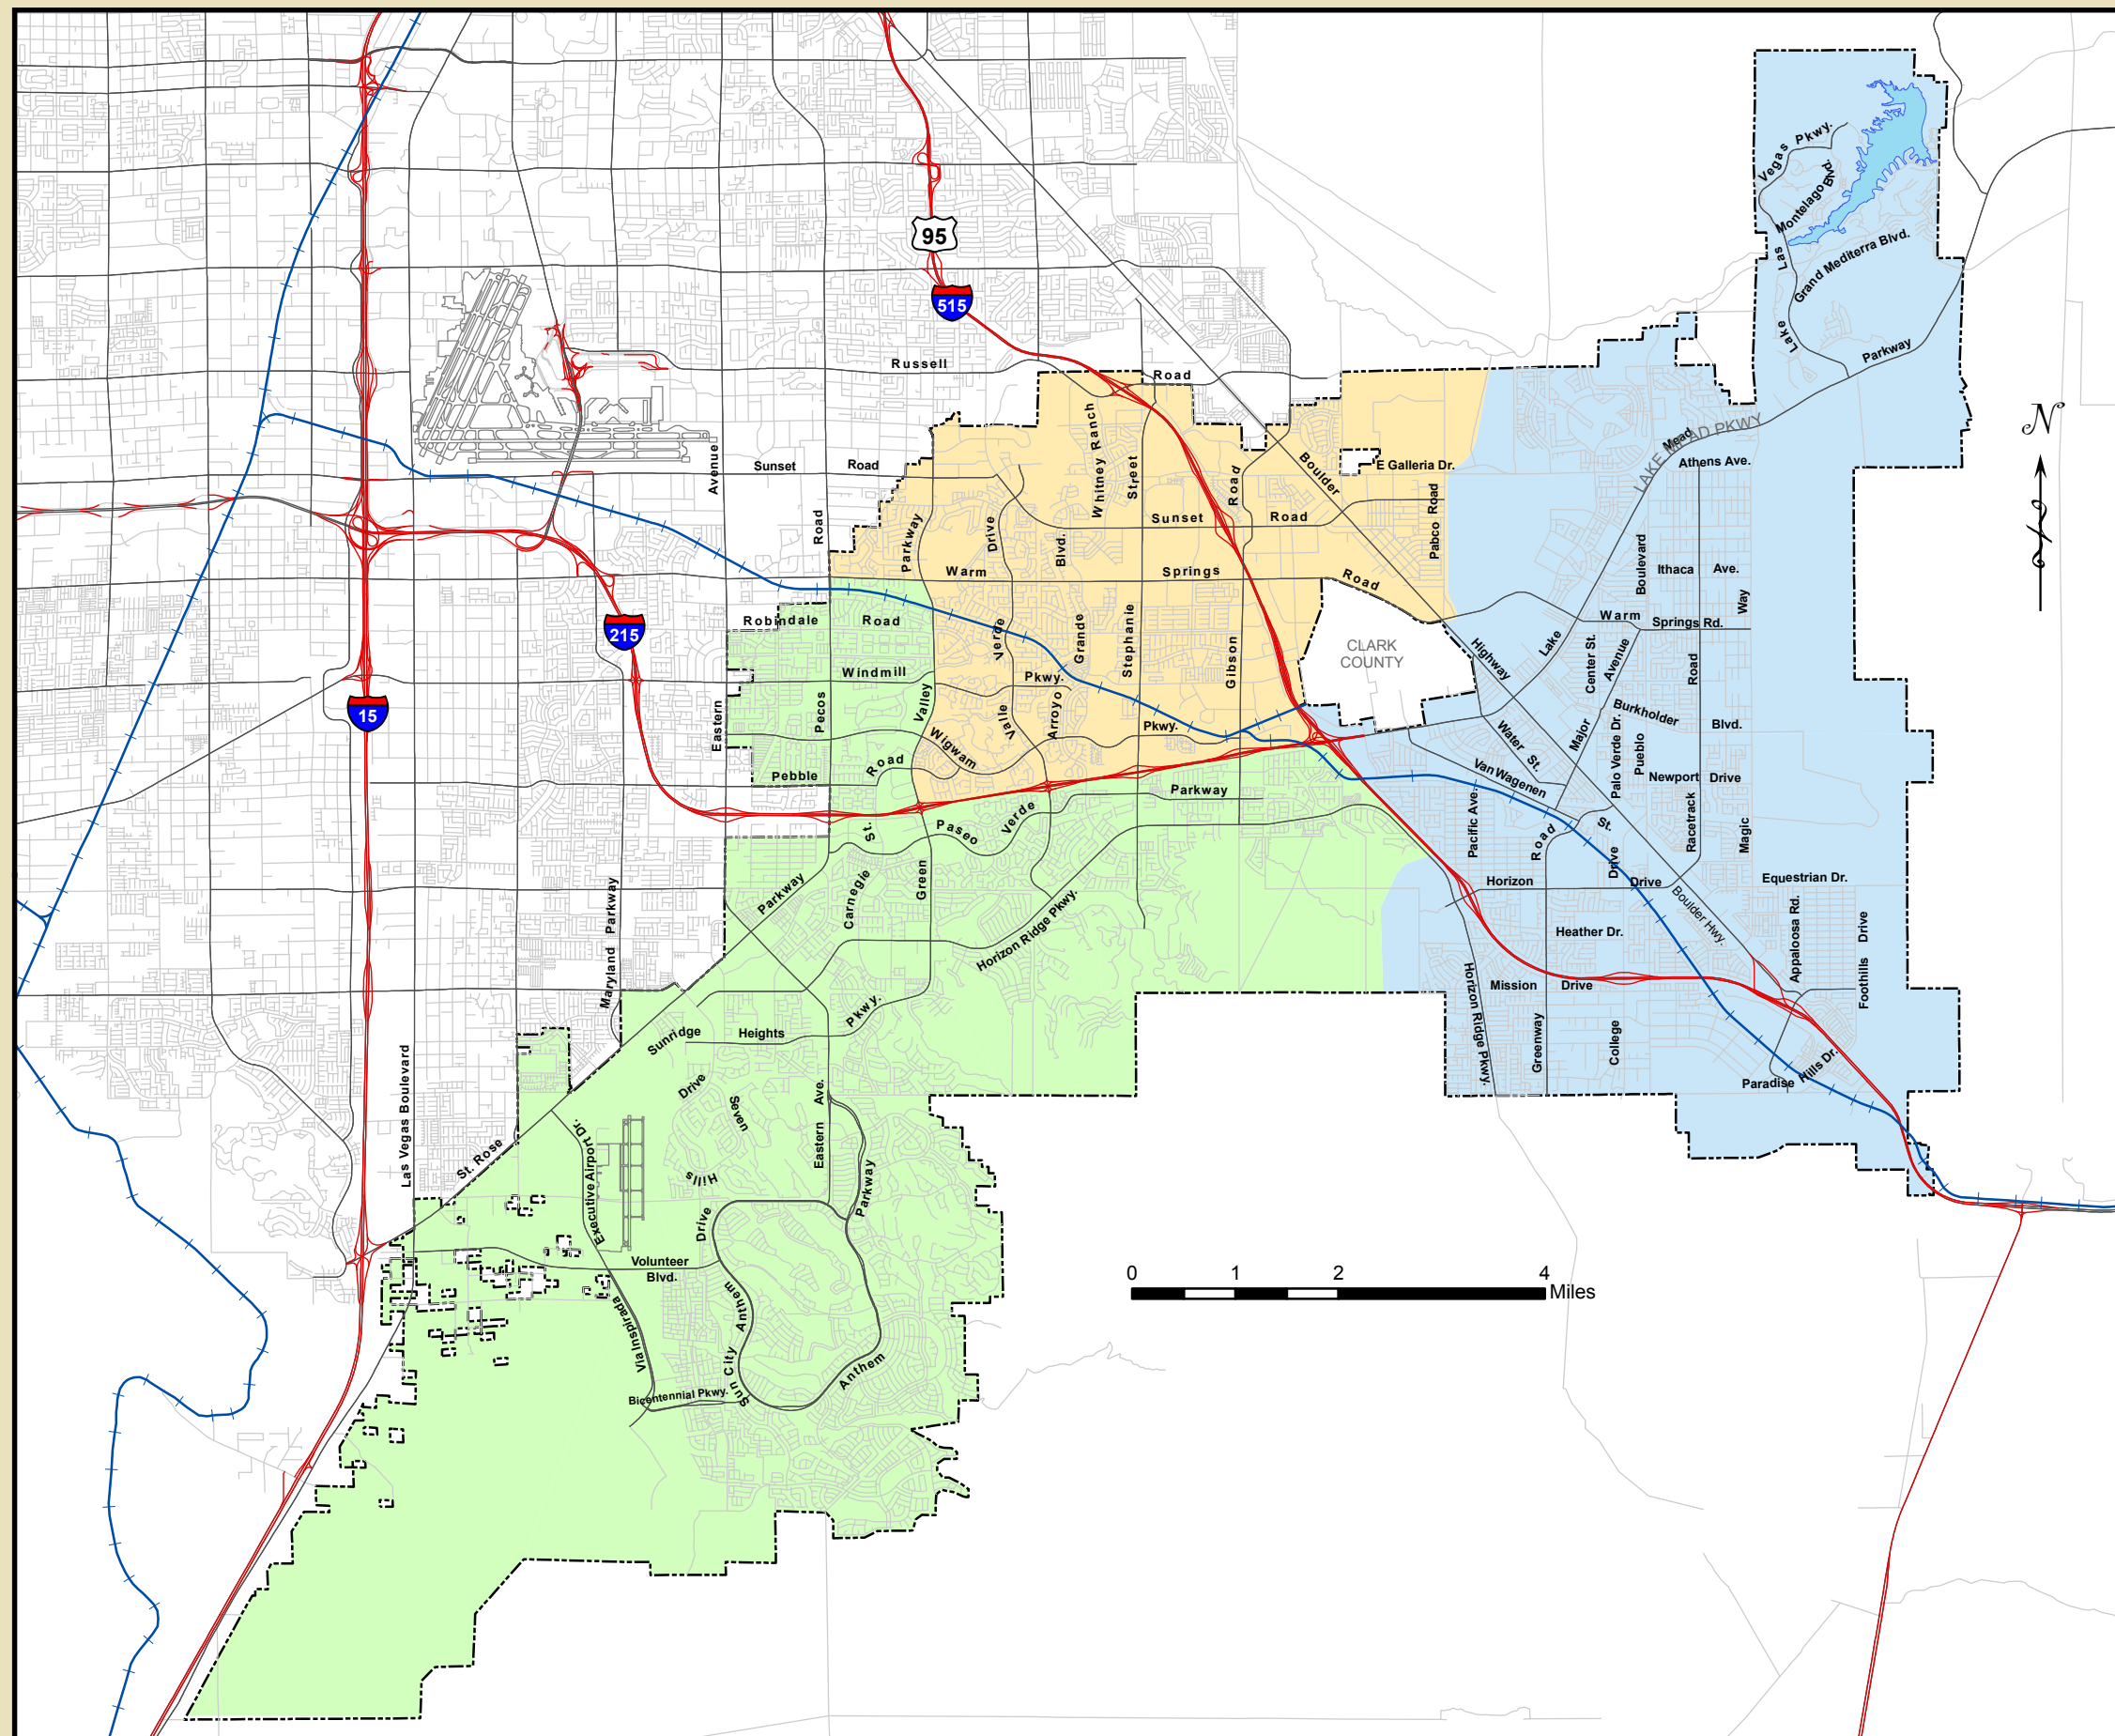 Vegas Pkwy.
Montelago Blvd.
95
Las
Grand Mediterra Blvd.
515
Lake
Parkway
Russell
Road
N
Whitney Ranch
LAKE MEAD PKWY
Mead
Avenue
Sunset
Road
Street
Road
Boulder
E Galleria Dr.
Athens Ave.
Road
Parkway
Drive
Blvd.
Sunset
Road
Pabco Road
Boulevard
Warm
Springs
Road
Ithaca
Ave.
Way
Robindale
Road
Warm
Springs Rd.
215
Verde
Grande
Stephanie
Gibson
CLARK
COUNTY
Highway
Lake
Center St.
Avenue
Road
Windmill
Pkwy.
15
Eastern
Pecos
Valley
Valle
Arroyo
Pkwy.
Wigwam
Water St.
Major
Burkholder
Blvd.
Palo Verde Dr.
Pueblo
Pebble
Road
Parkway
Van Wagenen
St.
Newport
Drive
St.
Paseo
Verde
Pacific Ave.
Road
Racetrack
Magic
Parkway
Carnegie
Green
Horizon
Drive
Drive
Equestrian Dr.
Maryland Parkway
Horizon Ridge Pkwy.
Boulder Hwy.
Heather Dr.
Appaloosa Rd.
Foothills Drive
Horizon Ridge Pkwy.
Mission
Drive
Sunridge
Heights
Pkwy.
Greenway
College
Las Vegas Boulevard
Drive
Seven
Hills
Ave.
Eastern
Paradise
Hills Dr.
St. Rose
Executive Airport Dr.
Parkway
Drive
Volunteer
Blvd.
0
1
2
4
Miles
Anthem
Via Inspirada
Sun City
Anthem
Bicentennial Pkwy.